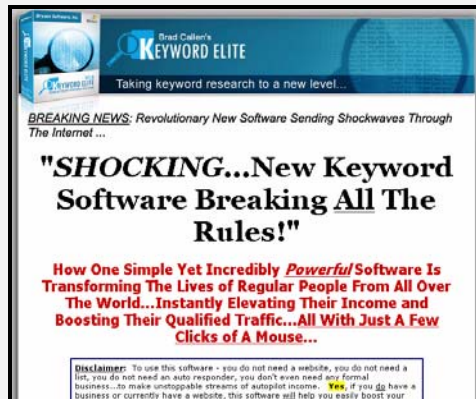 Bryxen Software, Inc.
Brad Callen's
KEYWORD ELITE
Taking keyword research to a new level...
BREAKING NEWS: Revolutionary New Software Sending Shockwaves Through
The Internet ...
"SHOCKING...New Keyword
Software Breaking All The
Rules!"
How One Simple Yet Incredibly Powerful Software Is
Transforming The Lives of Regular People From All Over
The World...Instantly Elevating Their Income and
Boosting Their Qualified Traffic...All With Just A Few
Clicks of A Mouse...
Disclaimer: To use this software - you do not need a website, you do not need a
list, you do not need an auto responder, you don't even need any formal
business...to make unstoppable streams of autopilot income. Yes, if you do have a
business or currently have a website, this software will help you easily boost your